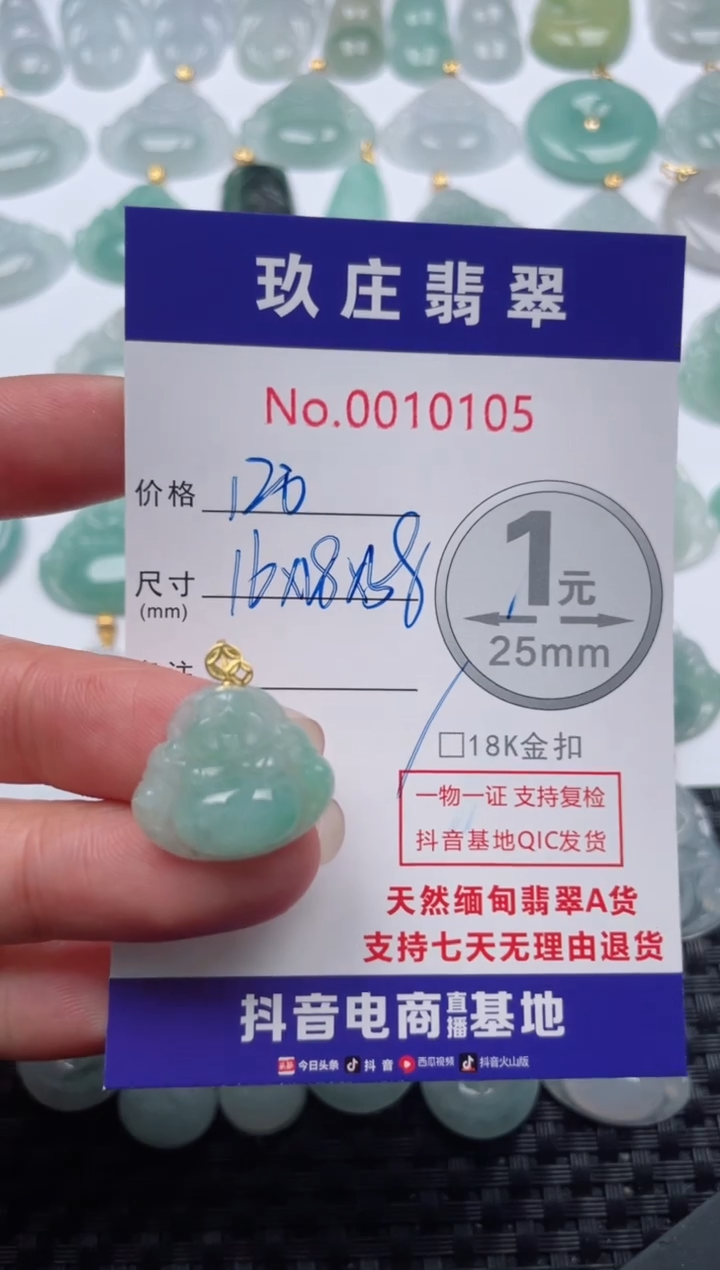 玖庄翡翠
No.0010105
价格 120
尺寸 16x18x5.8
(mm)
1元
25mm
□18K金扣
一物一证 支持复检
抖音基地QIC发货
天然缅甸翡翠A货
支持七天无理由退货
抖音电商直播基地
今日头条 抖音 西瓜视频 抖音火山版